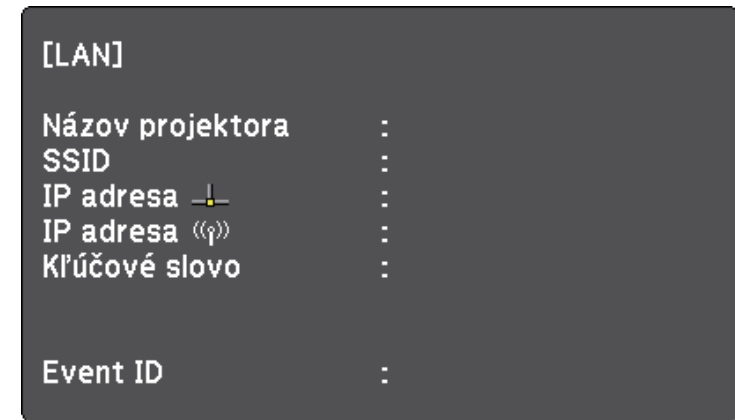 [LAN]
Názov projektora :
SSID :
IP adresa :
IP adresa :
Kľúčové slovo :
Event ID :